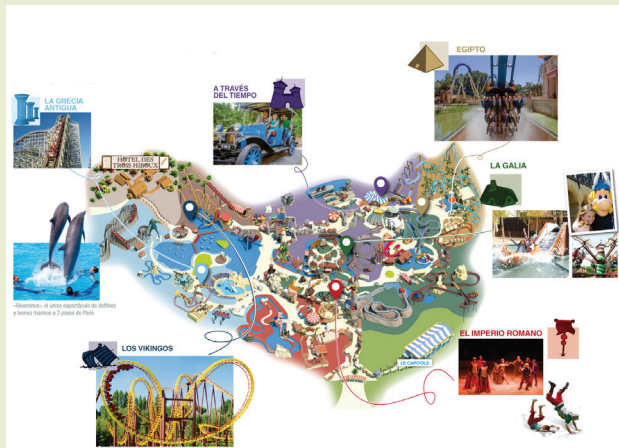 EGIPTO
A TRAVÉS
DEL TIEMPO
LA GRECIA
ANTIGUA
HOTEL DES
TROIS HIBOUX
LA GALIA
«Réverence», el único espectáculo de delfines
y leones marinos a 2 pasos de París
LOS VIKINGOS
EL IMPERIO ROMANO
LE CAPITOLE